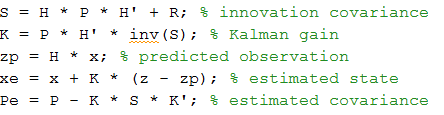 S = H * P * H' + R; % innovation covariance
K = P * H' * inv(S); % Kalman gain
zp = H * x; % predicted observation
xe = x + K * (z - zp); % estimated state
Pe = P - K * S * K'; % estimated covariance